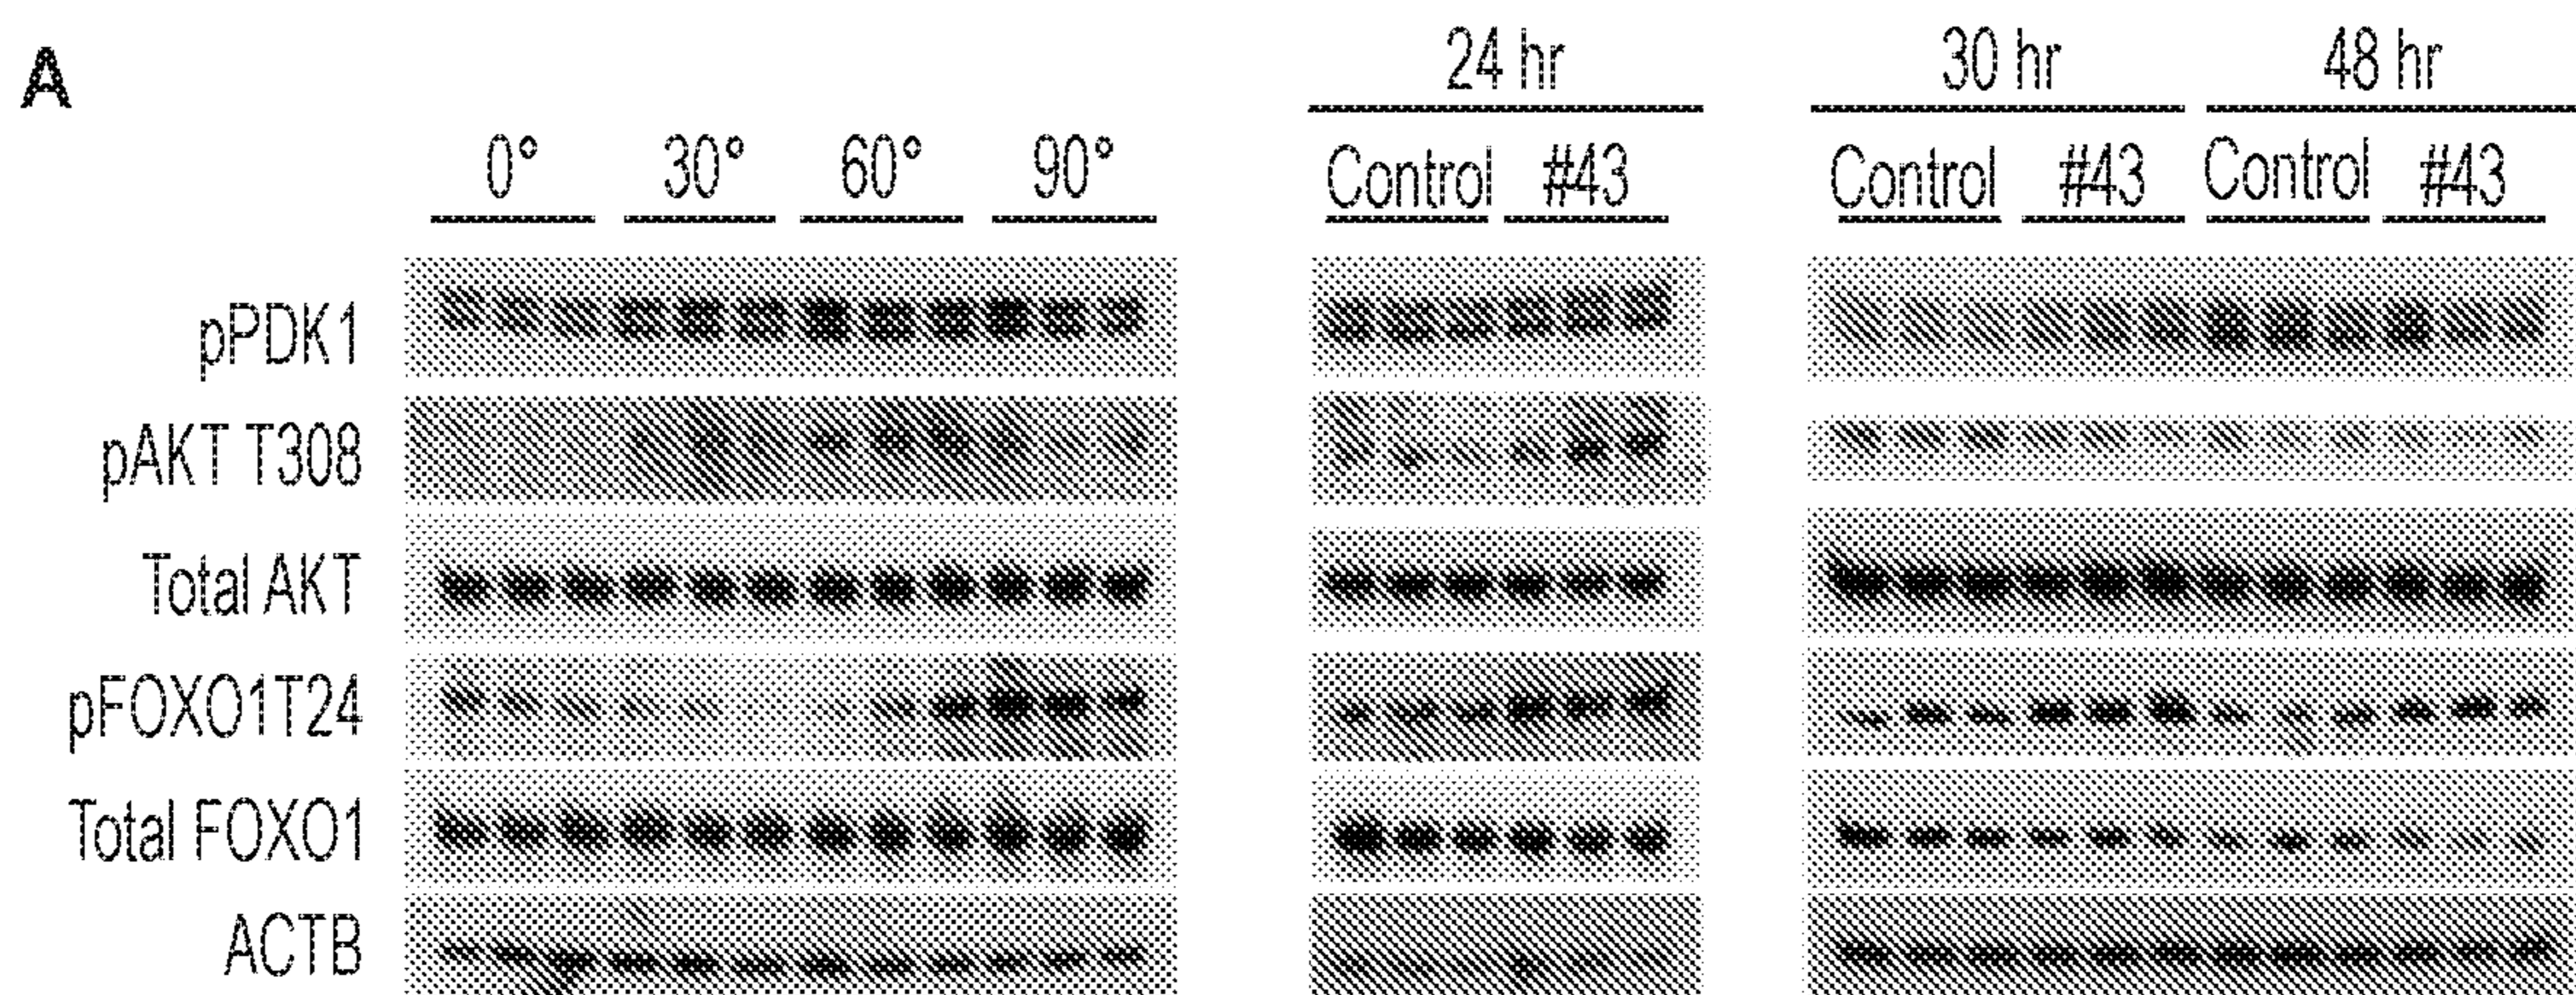 A
24 hr 30 hr 48 hr
0° 30° 60° 90° Control #43 Control #43 Control #43
pPDK1
pAKT T308
Total AKT
pFOXO1T24
Total FOXO1
ACTB